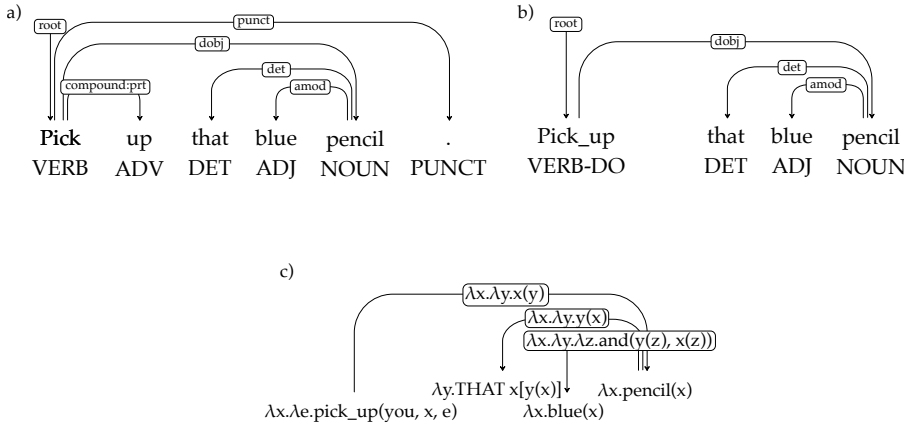 a)
root
punct
dobj
det
compound:prt
amod
Pick up that blue pencil .
VERB ADV DET ADJ NOUN PUNCT
b)
root
dobj
det
amod
Pick_up that blue pencil
VERB-DO DET ADJ NOUN
c)
λx.λy.x(y)
λx.λy.y(x)
λx.λy.λz.and(y(z), x(z))
λy.THAT x[y(x)] λx.pencil(x)
λx.λe.pick_up(you, x, e) λx.blue(x)